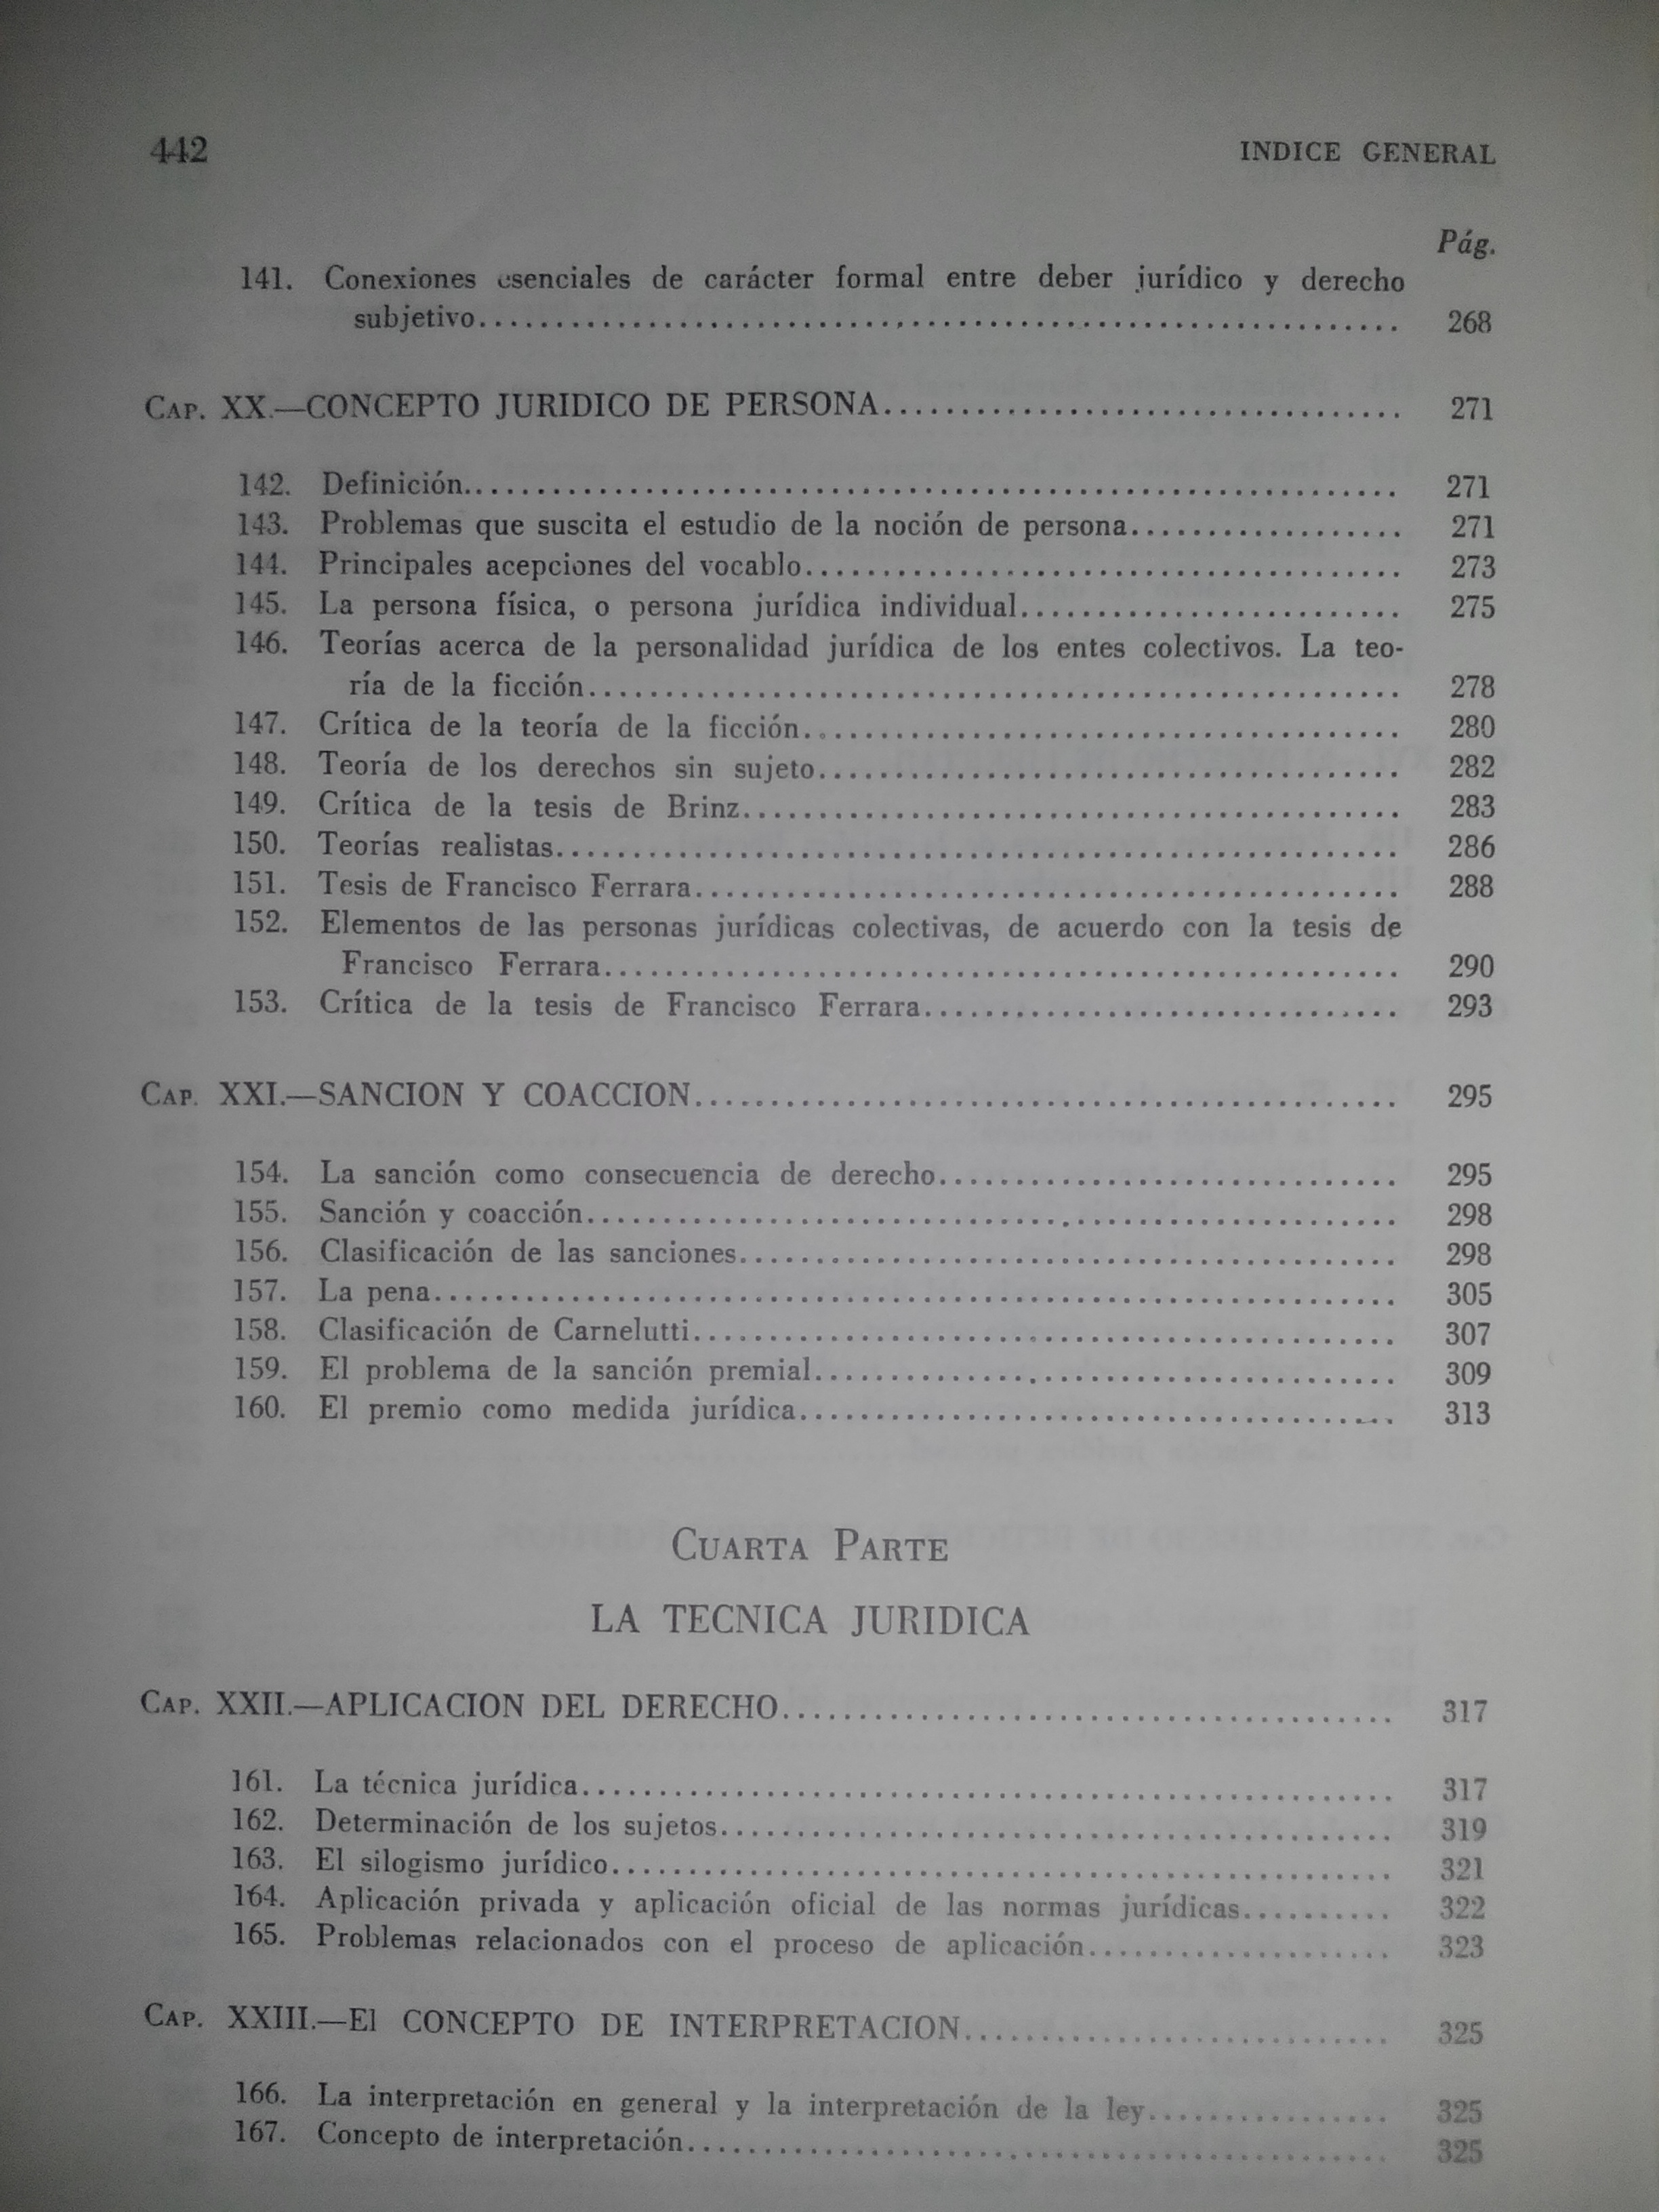 442
INDICE GENERAL
Pág.
141. Conexiones esenciales de carácter formal entre deber jurídico y derecho
subjetivo............................................................ 268
CAP. XX.—CONCEPTO JURIDICO DE PERSONA.................................. 271
142. Definición............................................................. 271
143. Problemas que suscita el estudio de la noción de persona.................. 271
144. Principales acepciones del vocablo....................................... 273
145. La persona física, o persona jurídica individual......................... 275
146. Teorías acerca de la personalidad jurídica de los entes colectivos. La teo-
ría de la ficción..................................................... 278
147. Crítica de la teoría de la ficción....................................... 280
148. Teoría de los derechos sin sujeto...................................... 282
149. Crítica de la tesis de Brinz........................................... 283
150. Teorías realistas....................................................... 286
151. Tesis de Francisco Ferrara.............................................. 288
152. Elementos de las personas jurídicas colectivas, de acuerdo con la tesis de
Francisco Ferrara.................................................... 290
153. Crítica de la tesis de Francisco Ferrara............................... 293
CAP. XXI.—SANCION Y COACCION.............................................. 295
154. La sanción como consecuencia de derecho.............................. 295
155. Sanción y coacción..................................................... 298
156. Clasificación de las sanciones........................................... 298
157. La pena............................................................... 305
158. Clasificación de Carnelutti.............................................. 307
159. El problema de la sanción premial...................................... 309
160. El premio como medida jurídica....................................... 313
CUARTA PARTE
LA TECNICA JURIDICA
CAP. XXII.—APLICACION DEL DERECHO........................................ 317
161. La técnica jurídica..................................................... 317
162. Determinación de los sujetos............................................ 319
163. El silogismo jurídico................................................... 321
164. Aplicación privada y aplicación oficial de las normas jurídicas.......... 322
165. Problemas relacionados con el proceso de aplicación.................... 323
CAP. XXIII.—El CONCEPTO DE INTERPRETACION............................ 325
166. La interpretación en general y la interpretación de la ley................ 325
167. Concepto de interpretación.............................................. 325